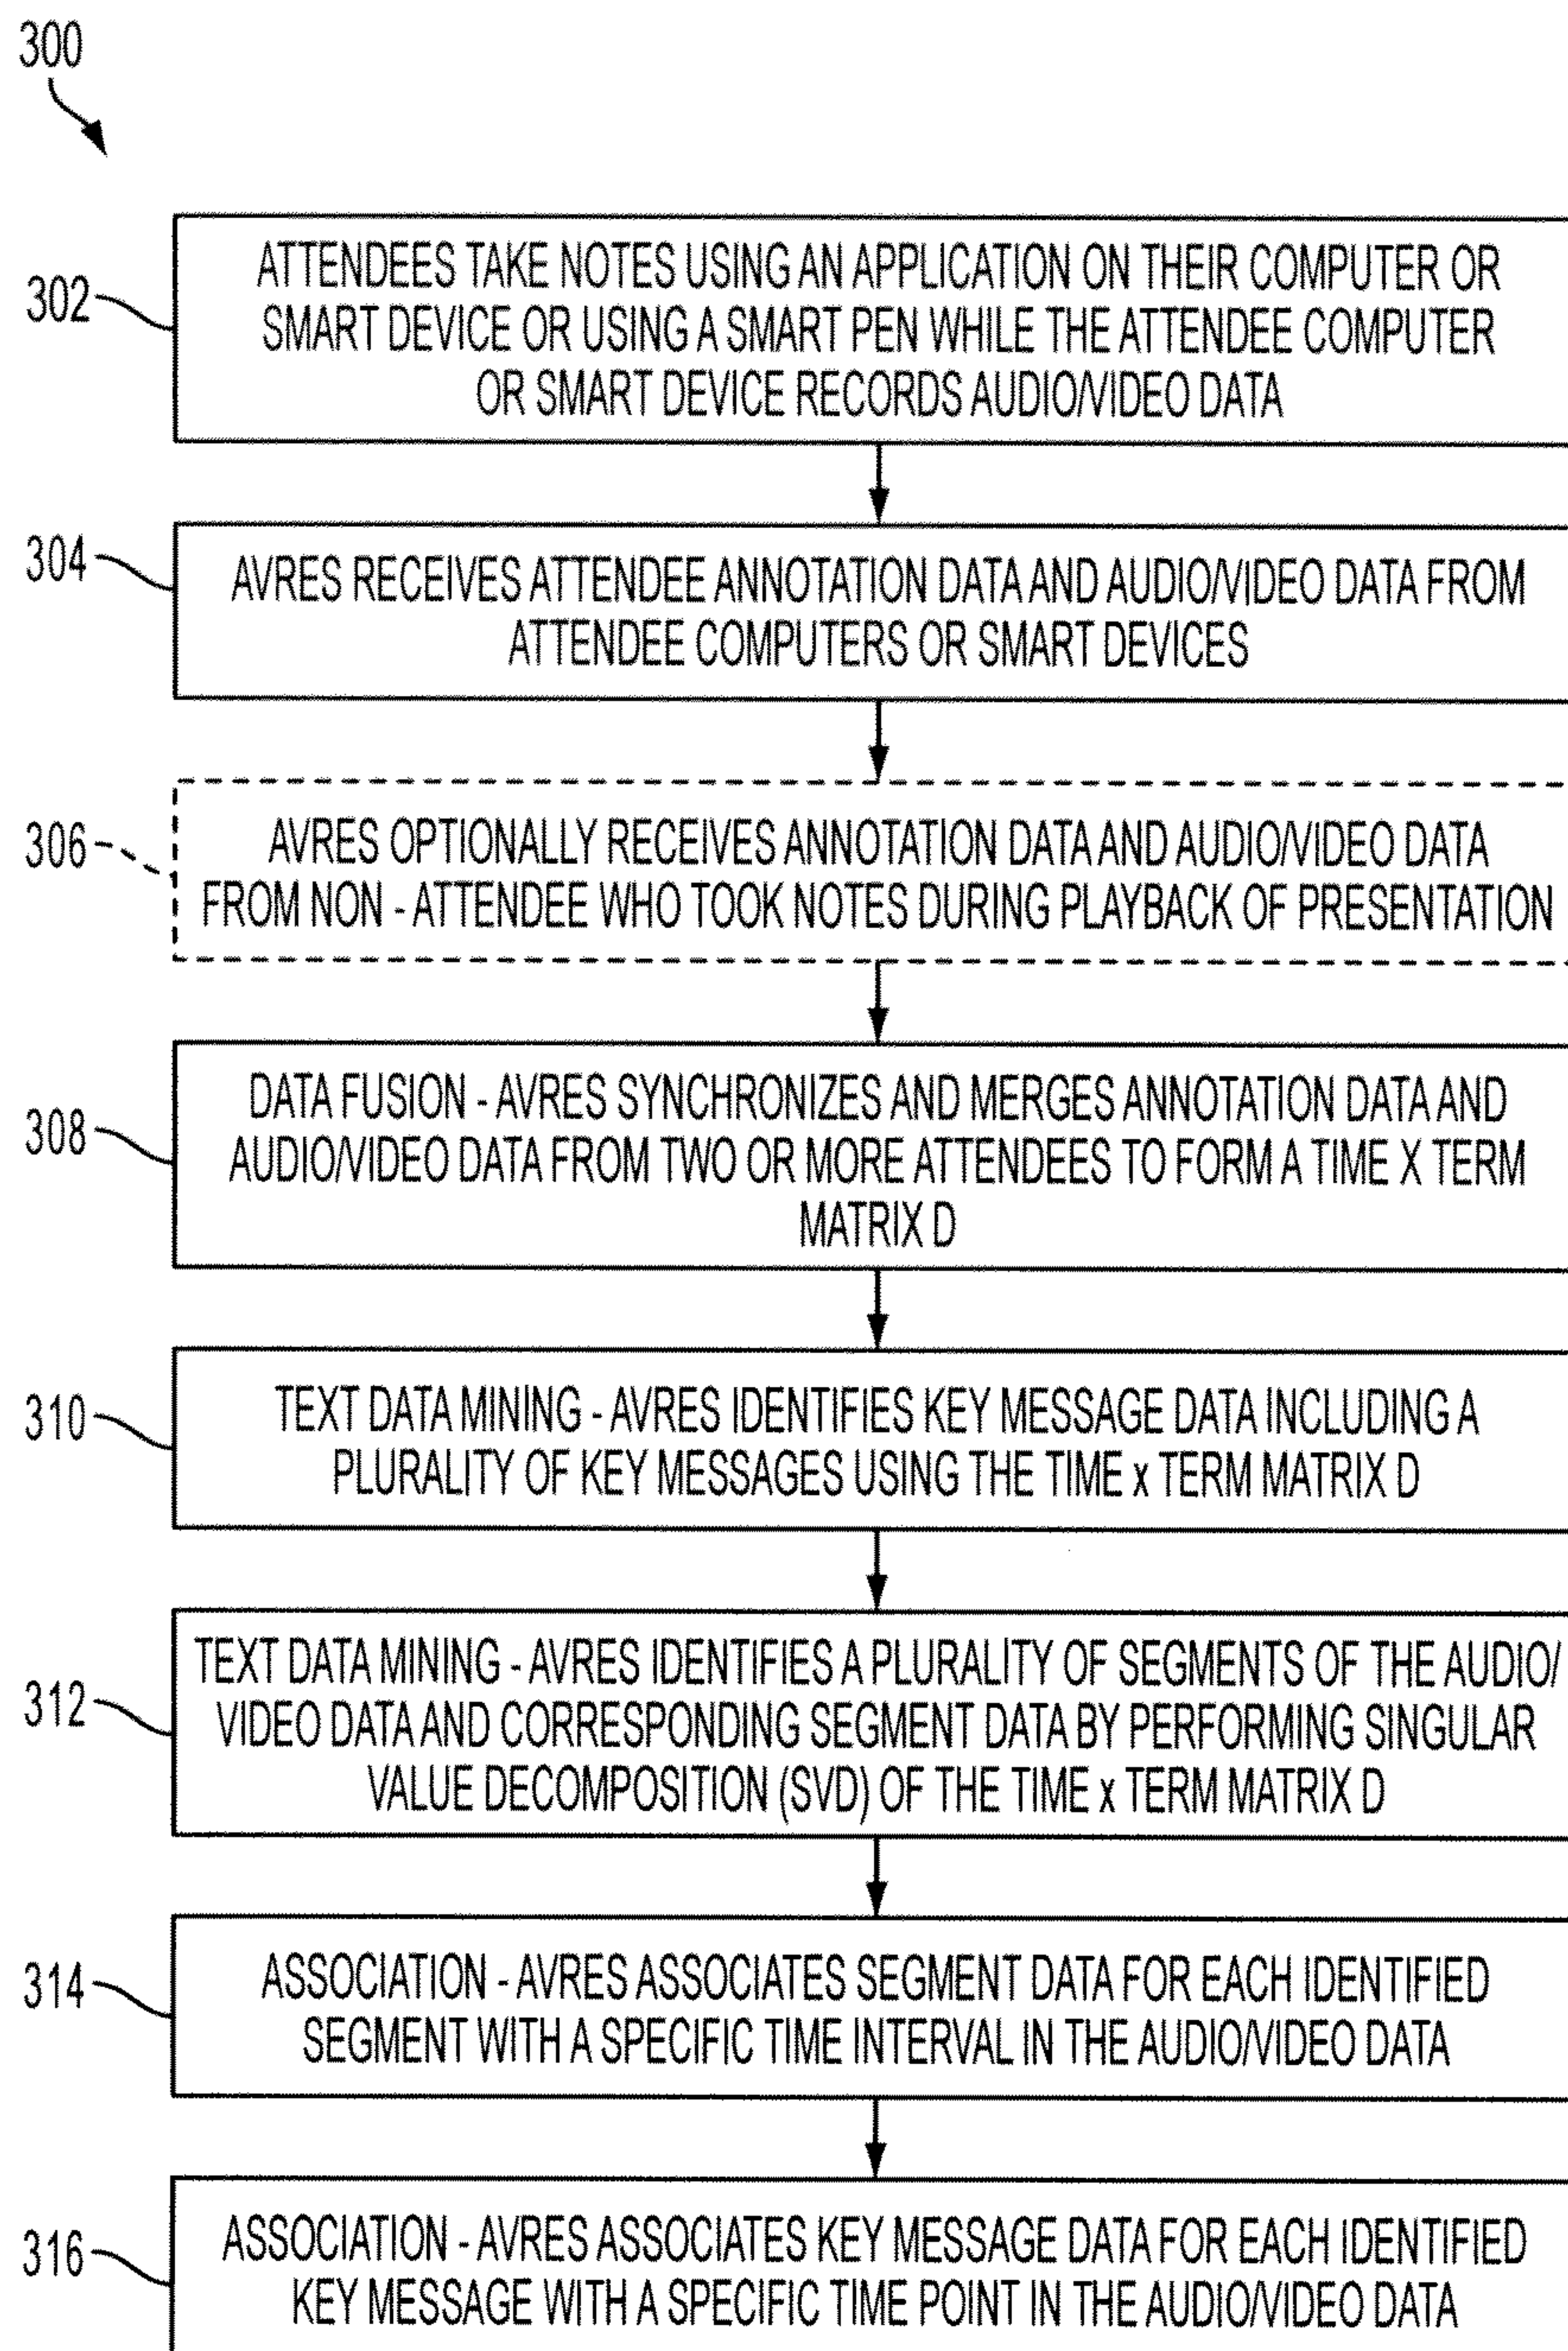 300
302
ATTENDEES TAKE NOTES USING AN APPLICATION ON THEIR COMPUTER OR
SMART DEVICE OR USING A SMART PEN WHILE THE ATTENDEE COMPUTER
OR SMART DEVICE RECORDS AUDIO/VIDEO DATA
304
AVRES RECEIVES ATTENDEE ANNOTATION DATA AND AUDIO/VIDEO DATA FROM
ATTENDEE COMPUTERS OR SMART DEVICES
306
AVRES OPTIONALLY RECEIVES ANNOTATION DATA AND AUDIO/VIDEO DATA
FROM NON - ATTENDEE WHO TOOK NOTES DURING PLAYBACK OF PRESENTATION
308
DATA FUSION - AVRES SYNCHRONIZES AND MERGES ANNOTATION DATA AND
AUDIO/VIDEO DATA FROM TWO OR MORE ATTENDEES TO FORM A TIME X TERM
MATRIX D
310
TEXT DATA MINING - AVRES IDENTIFIES KEY MESSAGE DATA INCLUDING A
PLURALITY OF KEY MESSAGES USING THE TIME x TERM MATRIX D
312
TEXT DATA MINING - AVRES IDENTIFIES A PLURALITY OF SEGMENTS OF THE AUDIO/
VIDEO DATA AND CORRESPONDING SEGMENT DATA BY PERFORMING SINGULAR
VALUE DECOMPOSITION (SVD) OF THE TIME x TERM MATRIX D
314
ASSOCIATION - AVRES ASSOCIATES SEGMENT DATA FOR EACH IDENTIFIED
SEGMENT WITH A SPECIFIC TIME INTERVAL IN THE AUDIO/VIDEO DATA
316
ASSOCIATION - AVRES ASSOCIATES KEY MESSAGE DATA FOR EACH IDENTIFIED
KEY MESSAGE WITH A SPECIFIC TIME POINT IN THE AUDIO/VIDEO DATA